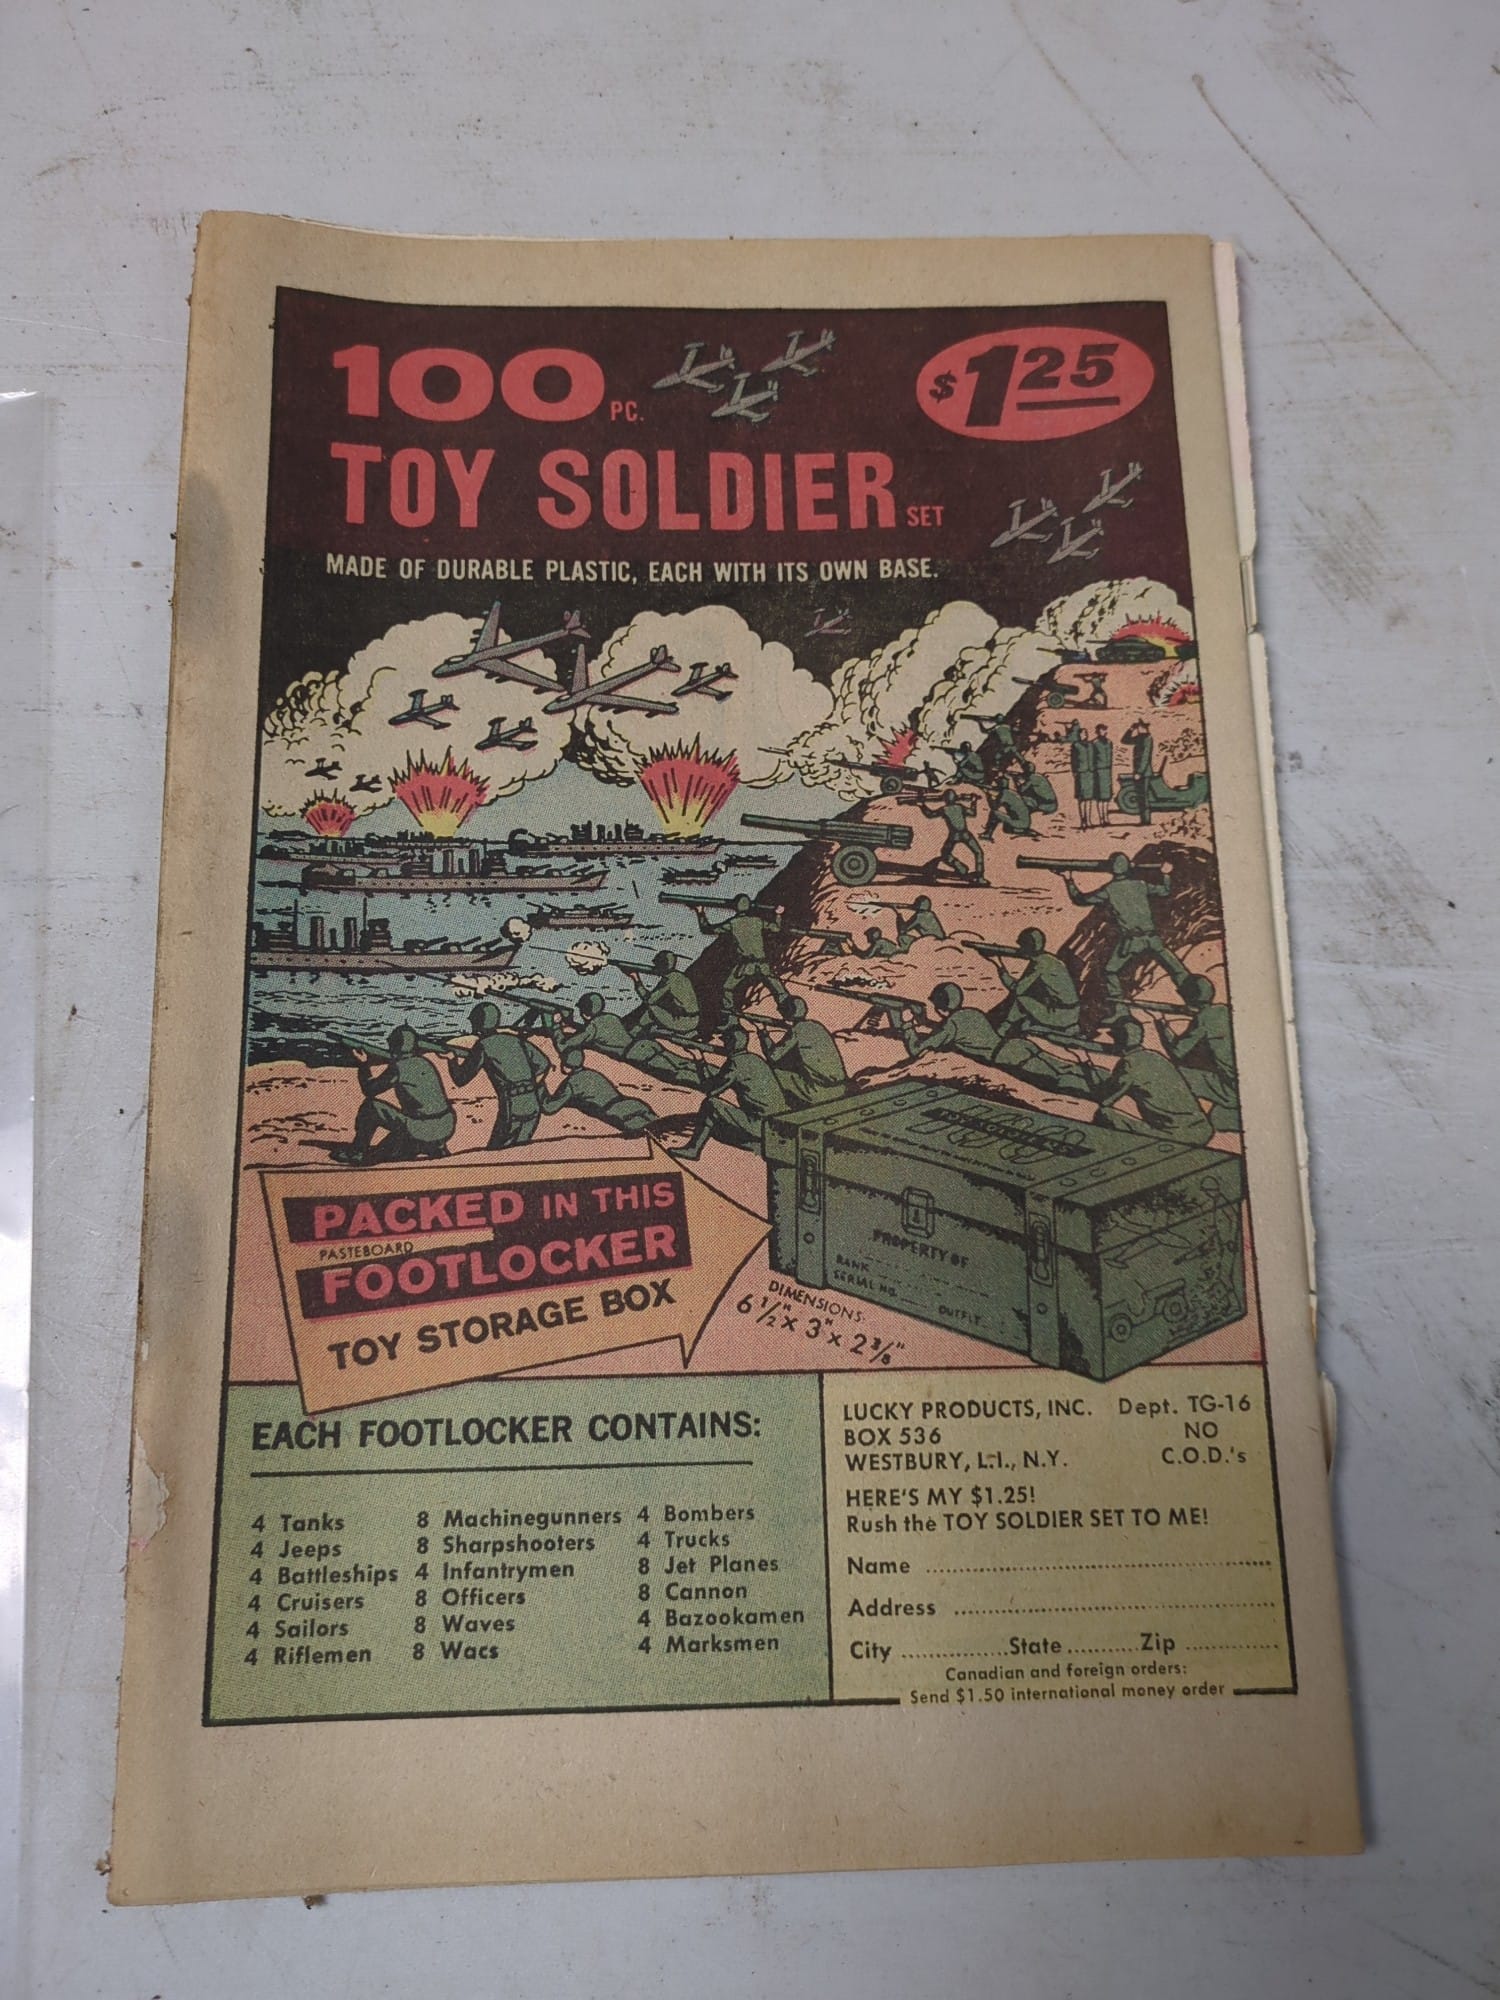 100 PC.
$1 25
TOY SOLDIER SET
MADE OF DURABLE PLASTIC, EACH WITH ITS OWN BASE.
PACKED IN THIS
PASTEBOARD
FOOTLOCKER
TOY STORAGE BOX
PROPERTY OF
RANK
SERIAL NO.
OUTFIT
DIMENSIONS:
6 1/2" x 3" x 2 3/8"
EACH FOOTLOCKER CONTAINS:
4 Tanks
4 Jeeps
4 Battleships
4 Cruisers
4 Sailors
4 Riflemen
8 Machinegunners
8 Sharpshooters
4 Infantrymen
8 Officers
8 Waves
8 Wacs
4 Bombers
4 Trucks
8 Jet Planes
8 Cannon
4 Bazookamen
4 Marksmen
LUCKY PRODUCTS, INC. Dept. TG-16
BOX 536 NO
WESTBURY, L.I., N.Y. C.O.D.'s
HERE'S MY $1.25!
Rush the TOY SOLDIER SET TO ME!
Name
Address
City State Zip
Canadian and foreign orders:
Send $1.50 international money order